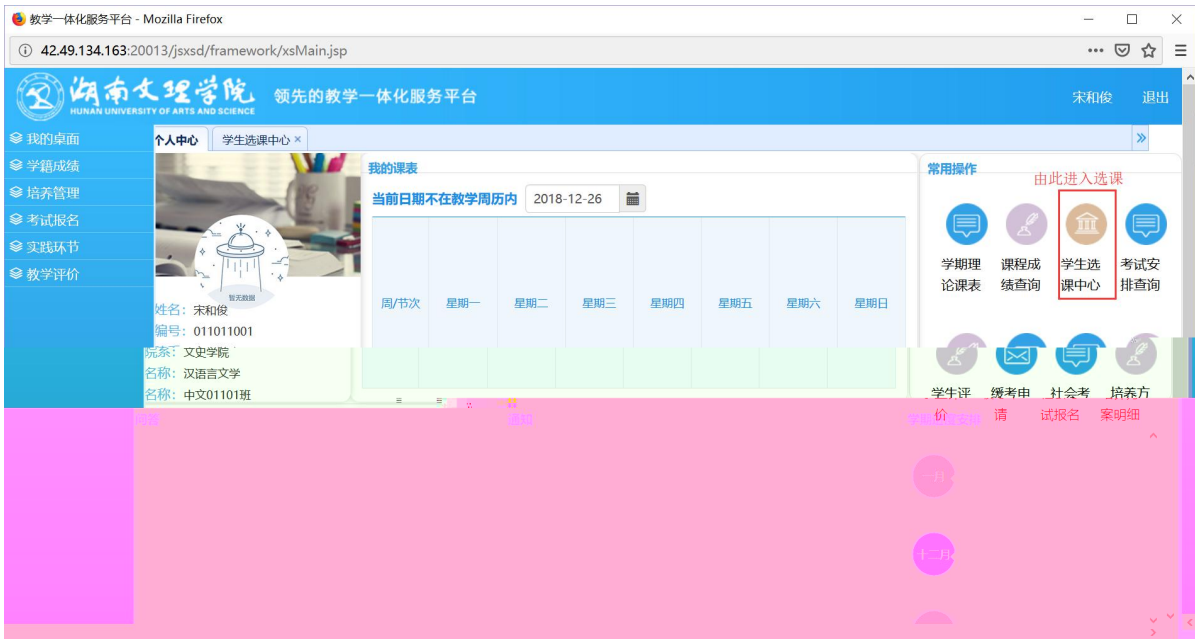 教学一体化服务平台 - Mozilla Firefox
42.49.134.163:20013/jsxsd/framework/xsMain.jsp
湖南文理学院
HUNAN UNIVERSITY OF ARTS AND SCIENCE
领先的教学一体化服务平台
宋和俊 退出
我的桌面
学籍成绩
培养管理
考试报名
实践环节
教学评价
个人中心 学生选课中心 ×
暂无数据
姓名：宋和俊
编号：011011001
院系：文史学院
名称：汉语言文学
名称：中文01101班
我的课表
当前日期不在教学周历内 2018-12-26
周/节次 星期一 星期二 星期三 星期四 星期五 星期六 星期日
常用操作
由此进入选课
学期理论课表
课程成绩查询
学生选课中心
考试安排查询
学生评价
缓考申请
社会考试报名
培养方案明细
问卷
通知
一月
十二月